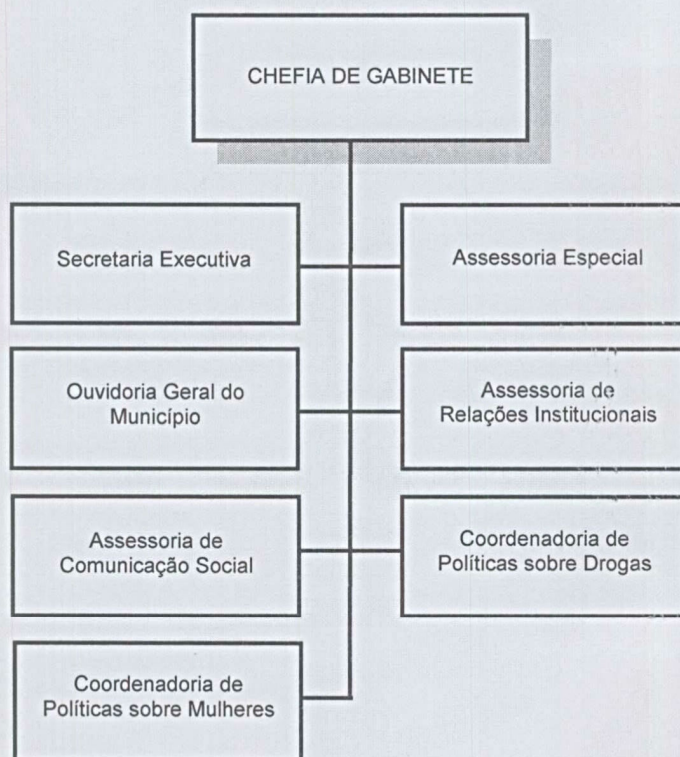 CHEFIA DE GABINETE
Secretaria Executiva
Assessoria Especial
Ouvidoria Geral do
Município
Assessoria de
Relações Institucionais
Assessoria de
Comunicação Social
Coordenadoria de
Políticas sobre Drogas
Coordenadoria de
Políticas sobre Mulheres